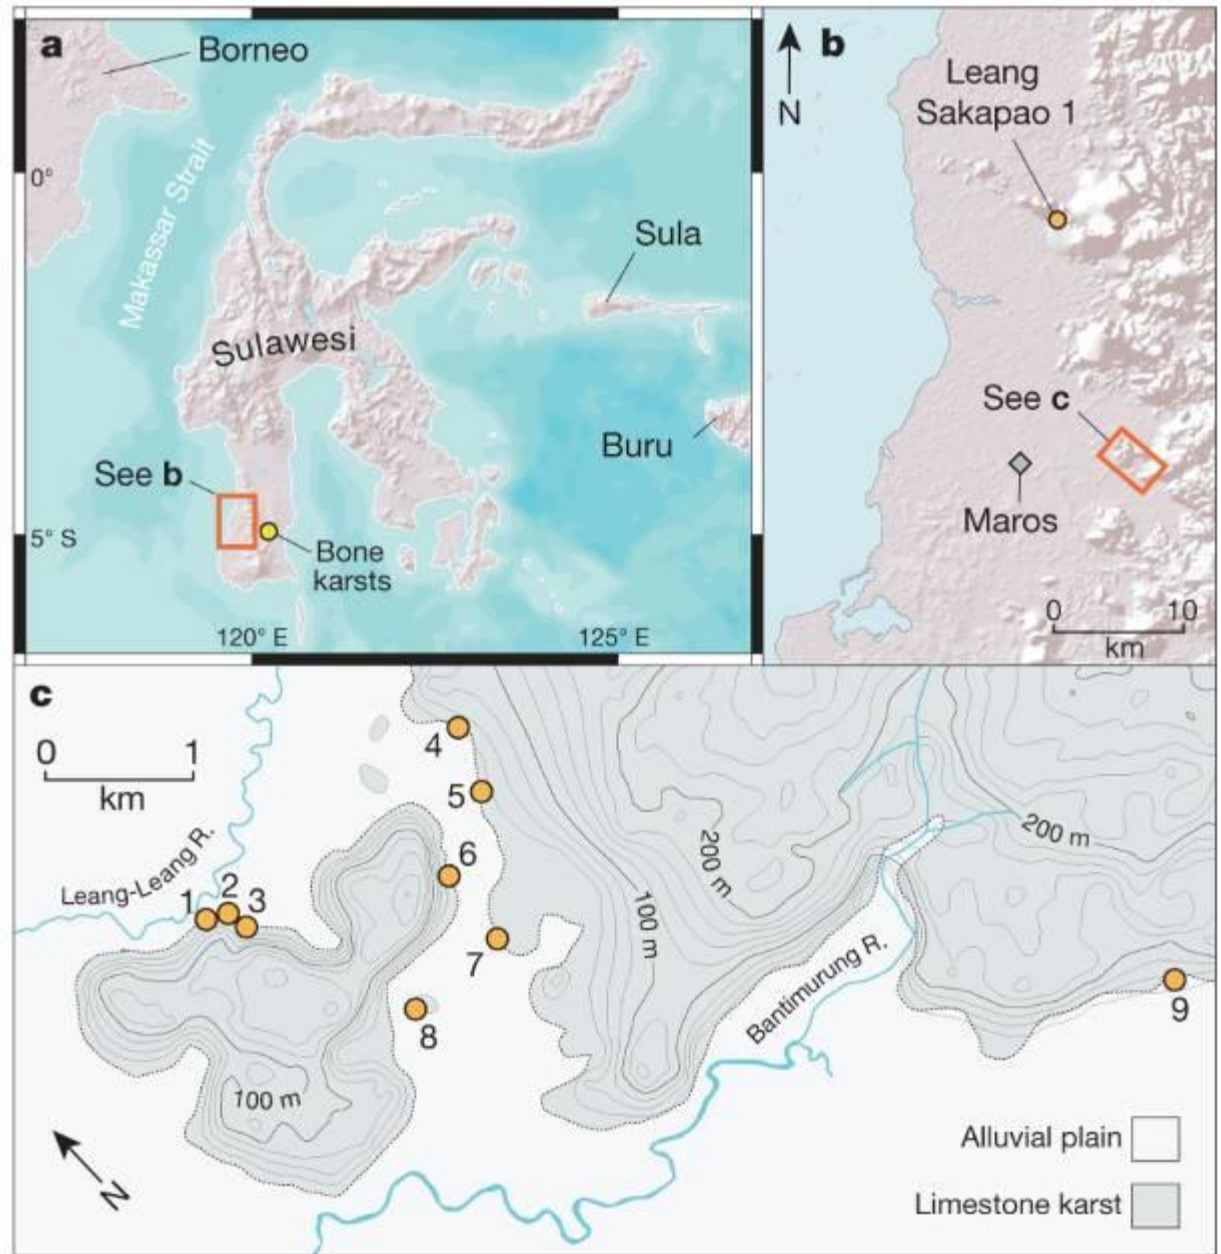 a
Borneo
Makassar Strait
0°
Sula
Sulawesi
Buru
See b
5° S
Bone
karsts
120° E
125° E
b
N
Leang
Sakapao 1
See c
Maros
0 10
km
c
0 1
km
Leang-Leang R.
1
2
3
4
5
6
7
8
9
100 m
100 m
200 m
200 m
Bantimurung R.
N
Alluvial plain
Limestone karst